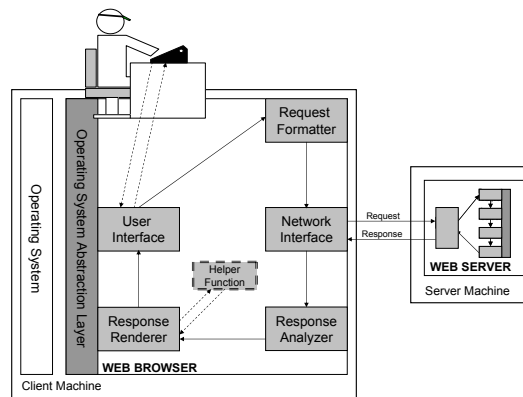 Operating System
Operating System Abstraction Layer
Request
Formatter
User
Interface
Network
Interface
Helper
Function
Response
Renderer
Response
Analyzer
WEB BROWSER
Client Machine
Request
Response
WEB SERVER
Server Machine